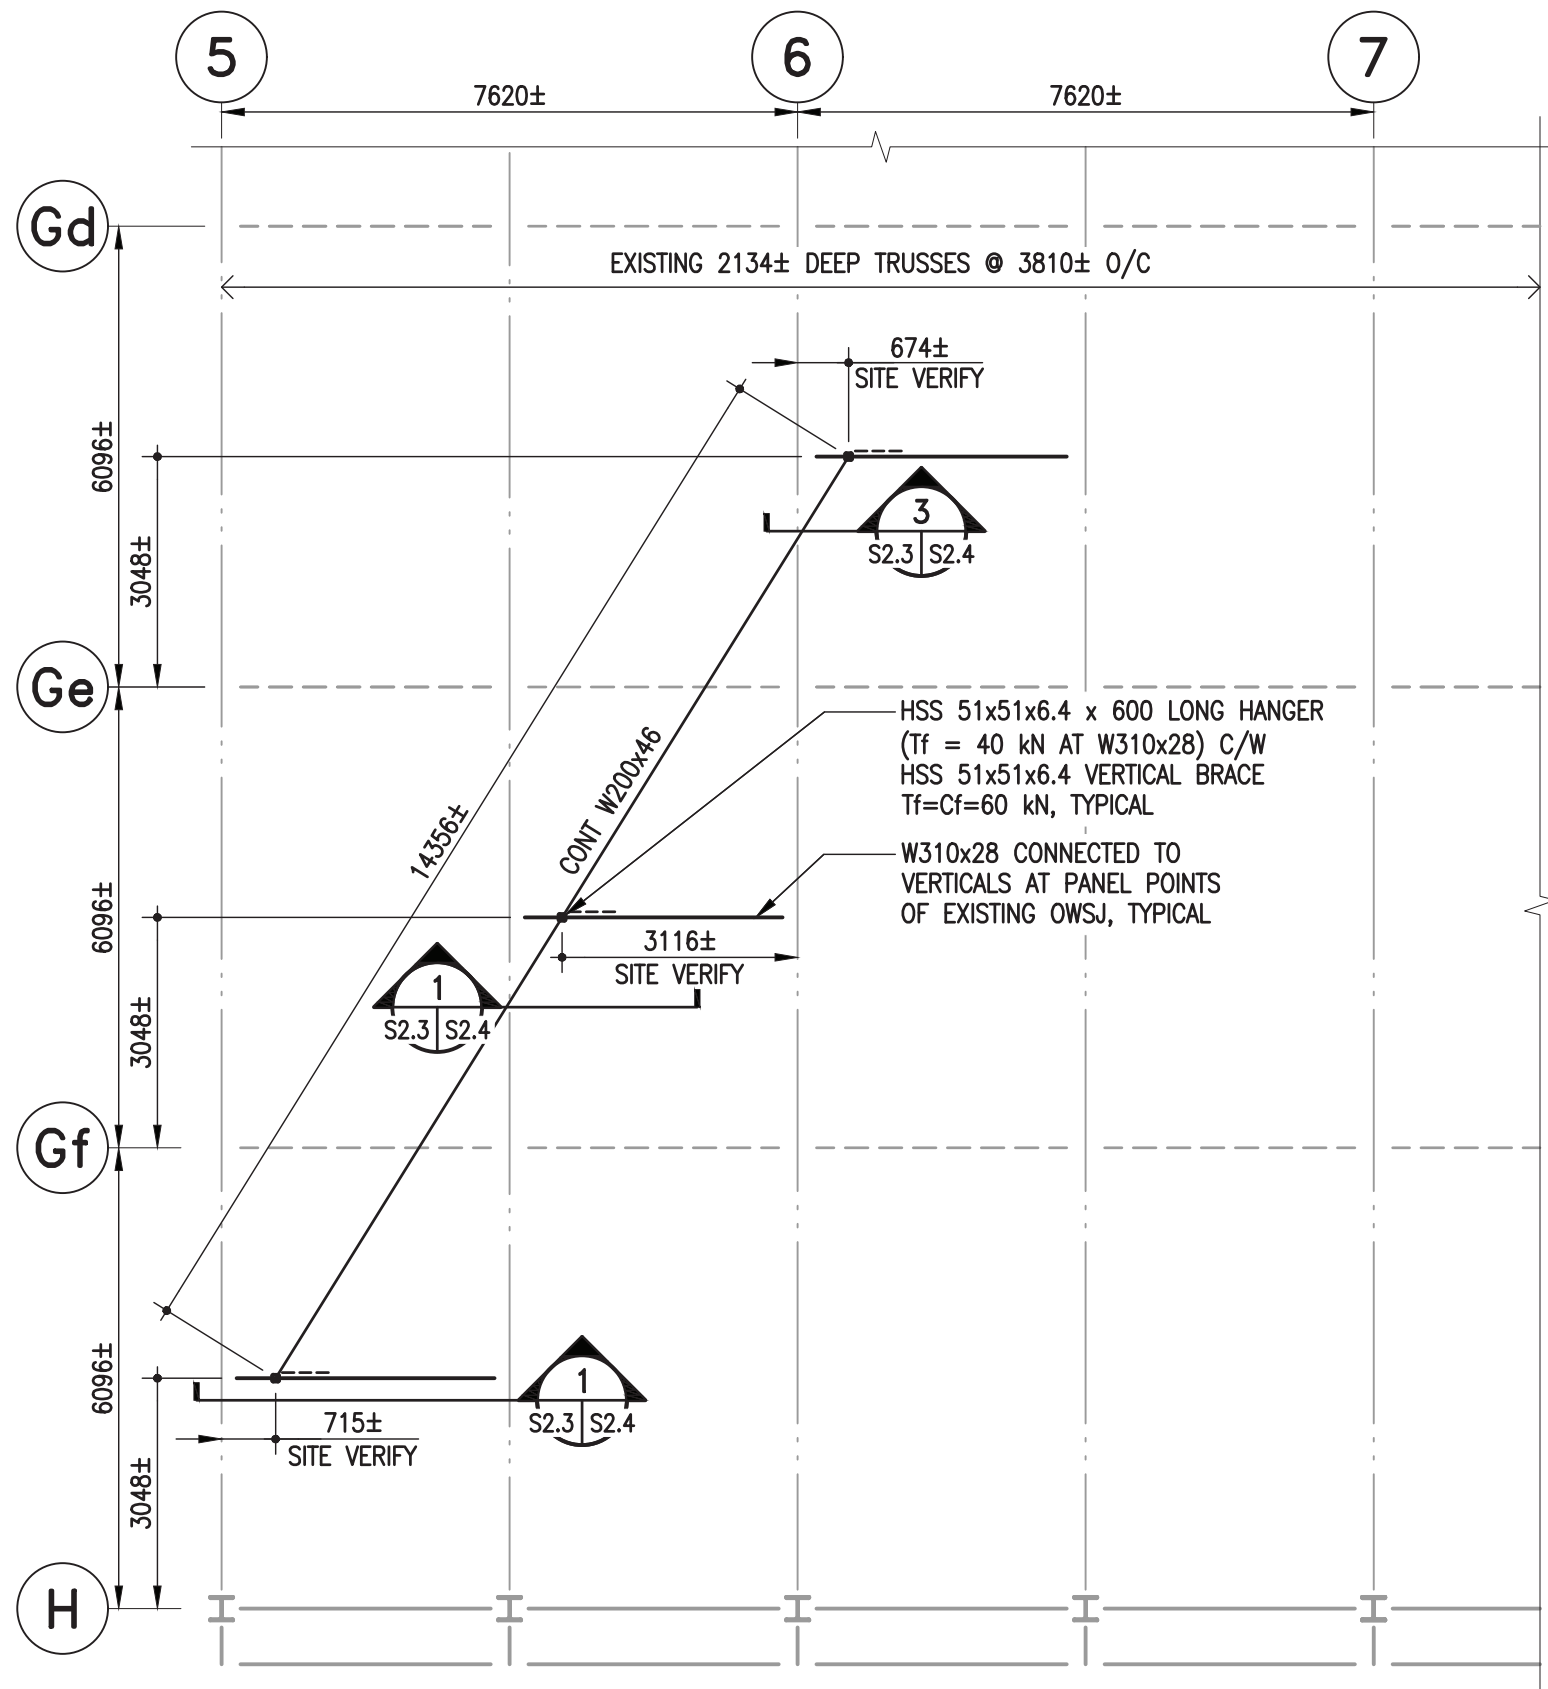 5
6
7
7620±
7620±
Gd
EXISTING 2134± DEEP TRUSSES @ 3810± O/C
674±
SITE VERIFY
6096±
3048±
3
S2.3 S2.4
Ge
HSS 51x51x6.4 x 600 LONG HANGER
(Tf = 40 kN AT W310x28) C/W
HSS 51x51x6.4 VERTICAL BRACE
Tf=Cf=60 kN, TYPICAL
CONT W200x46
14356±
W310x28 CONNECTED TO
VERTICALS AT PANEL POINTS
OF EXISTING OWSJ, TYPICAL
6096±
3116±
SITE VERIFY
1
S2.3 S2.4
3048±
Gf
6096±
1
S2.3 S2.4
715±
SITE VERIFY
3048±
H